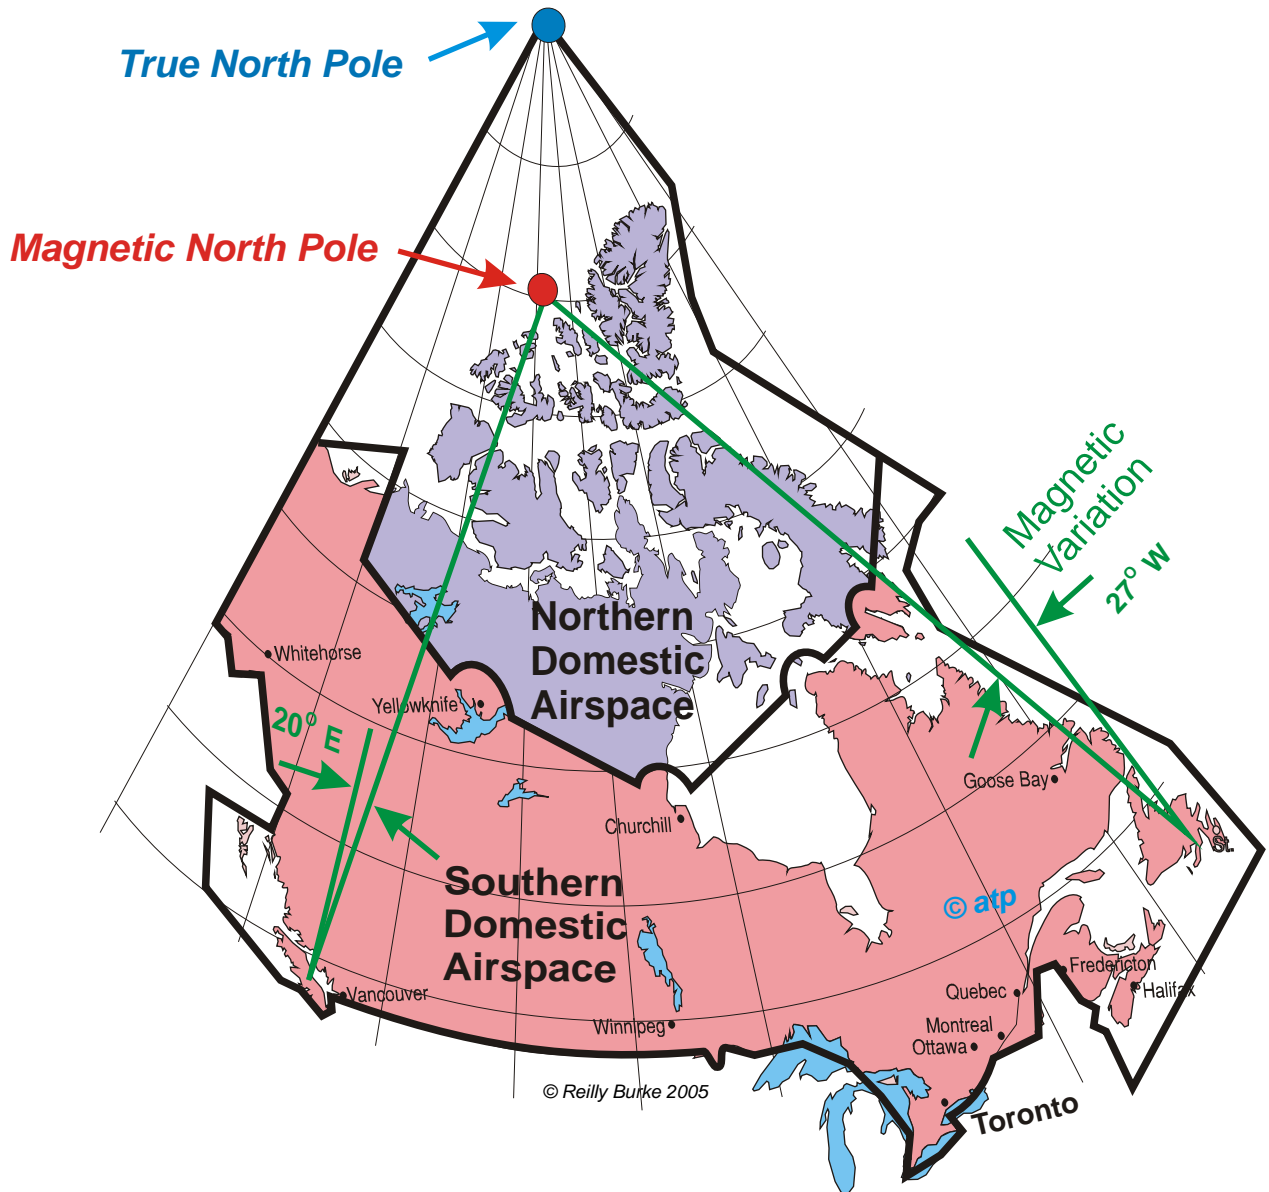 True North Pole
Magnetic North Pole
Magnetic
Variation
27° W
Northern
Domestic
Airspace
Whitehorse
Yellowknife
20° E
Goose Bay
Churchill
St.
Southern
Domestic
Airspace
© atp
Fredericton
Vancouver
Quebec
Halifax
Winnipeg
Montreal
Ottawa
© Reilly Burke 2005
Toronto